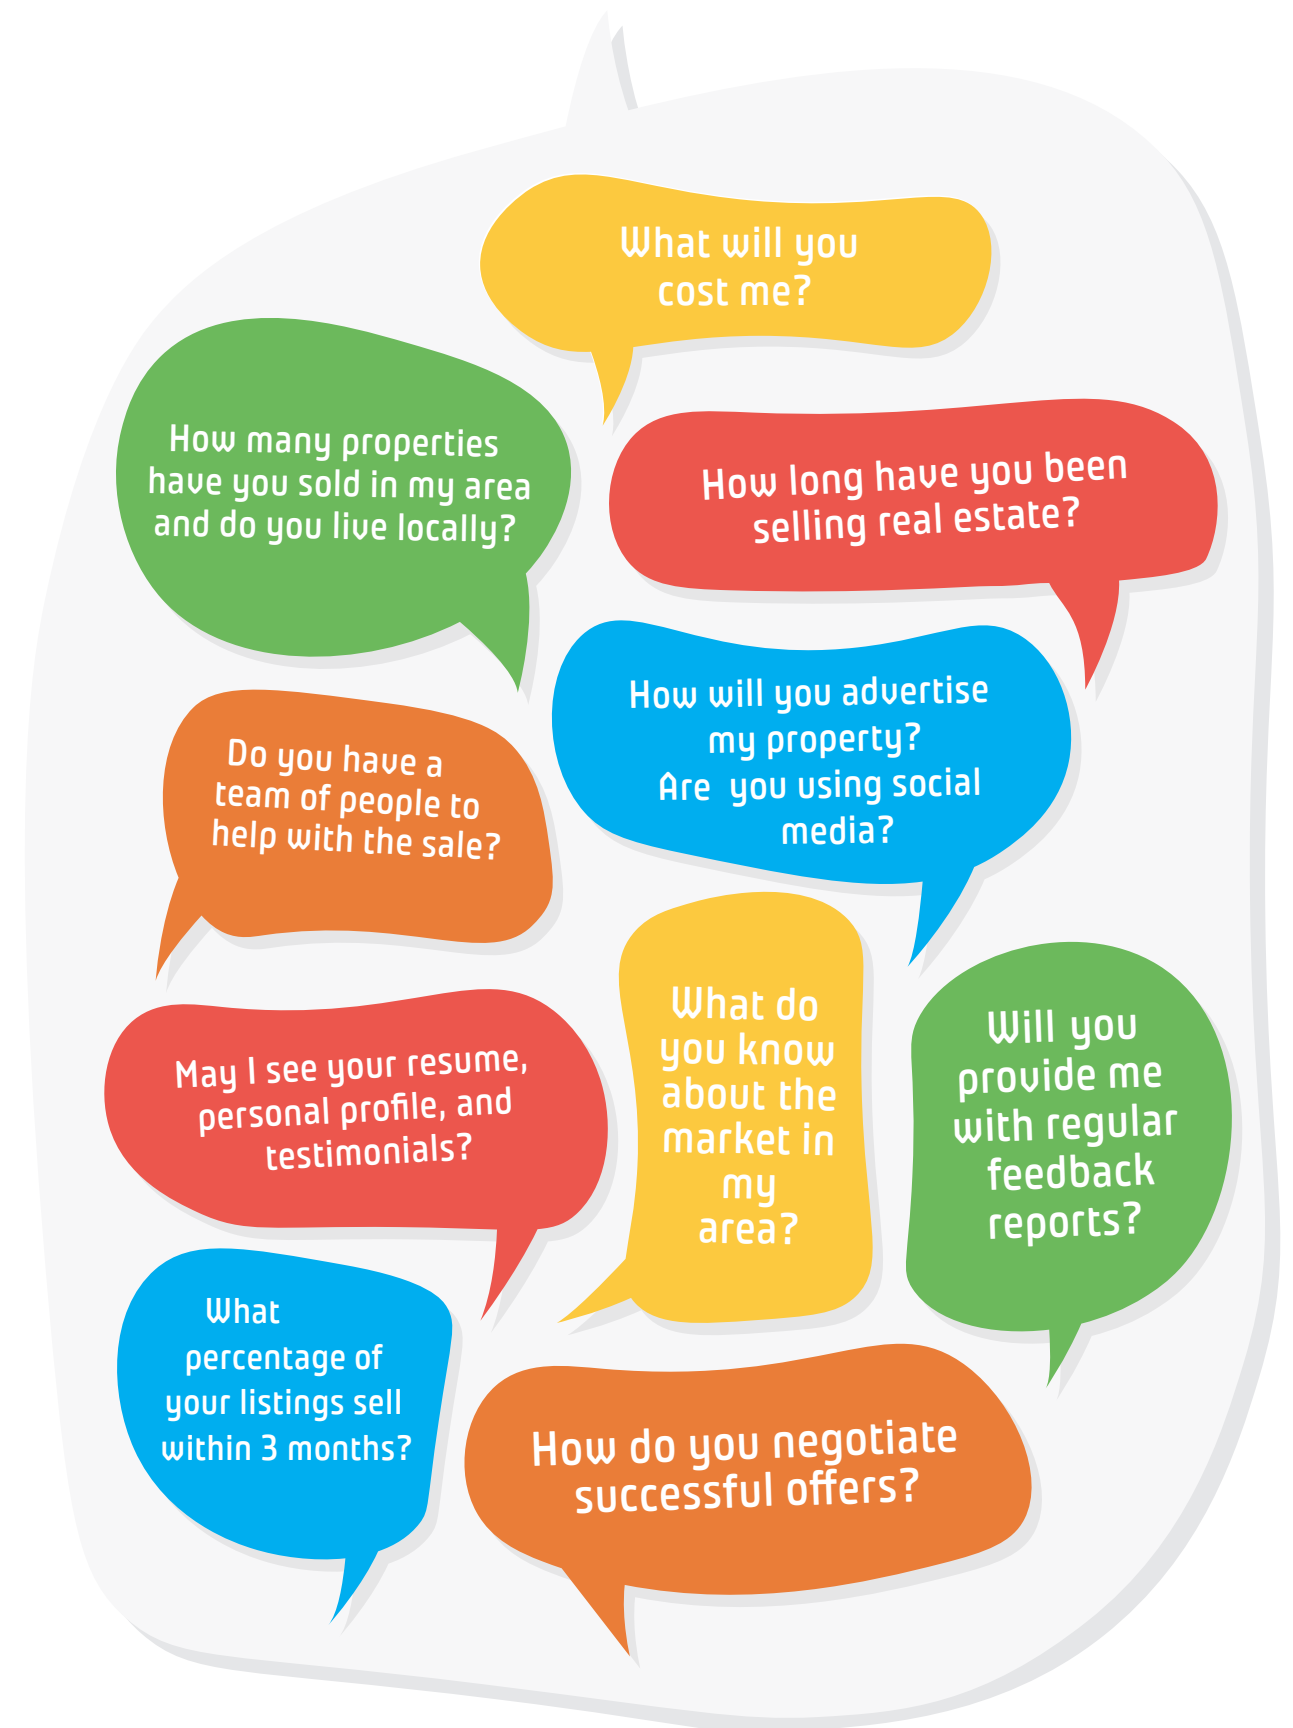 What will you
cost me?
How many properties
have you sold in my area
and do you live locally?
How long have you been
selling real estate?
How will you advertise
my property?
Are  you using social
media?
Do you have a
team of people to
help with the sale?
What do
you know
about the
market in
my
area?
Will you
provide me
with regular
feedback
reports?
May I see your resume,
personal profile, and
testimonials?
What
percentage of
your listings sell
within 3 months?
How do you negotiate
successful offers?